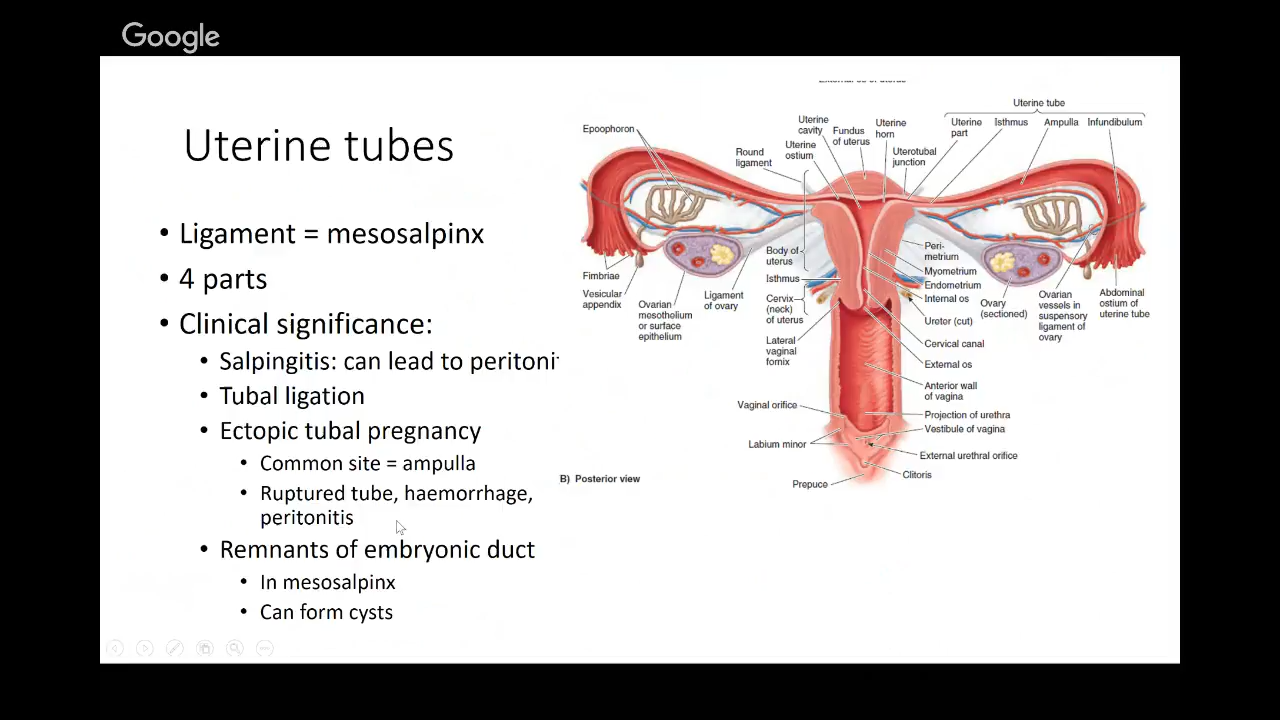 Google
Uterine tubes
• Ligament = mesosalpinx
• 4 parts
• Clinical significance:
• Salpingitis: can lead to peritoni
• Tubal ligation
• Ectopic tubal pregnancy
• Common site = ampulla
• Ruptured tube, haemorrhage,
peritonitis
• Remnants of embryonic duct
• In mesosalpinx
• Can form cysts
Uterine tube
Uterine
part
Isthmus
Ampulla
Infundibulum
Epoophoron
Round
ligament
Uterine
cavity
Uterine
ostium
Fundus
of uterus
Uterine
horn
Uterotubal
junction
Fimbriae
Vesicular
appendix
Ovarian
mesothelium
or surface
epithelium
Ligament
of ovary
Body of
uterus
Isthmus
Cervix
(neck)
of uterus
Lateral
vaginal
fornix
Vaginal orifice
Labium minor
Prepuce
Peri-
metrium
Myometrium
Endometrium
Internal os
Ureter (cut)
Cervical canal
External os
Anterior wall
of vagina
Projection of urethra
Vestibule of vagina
External urethral orifice
Clitoris
Ovary
(sectioned)
Ovarian
vessels in
suspensory
ligament of
ovary
Abdominal
ostium of
uterine tube
B) Posterior view